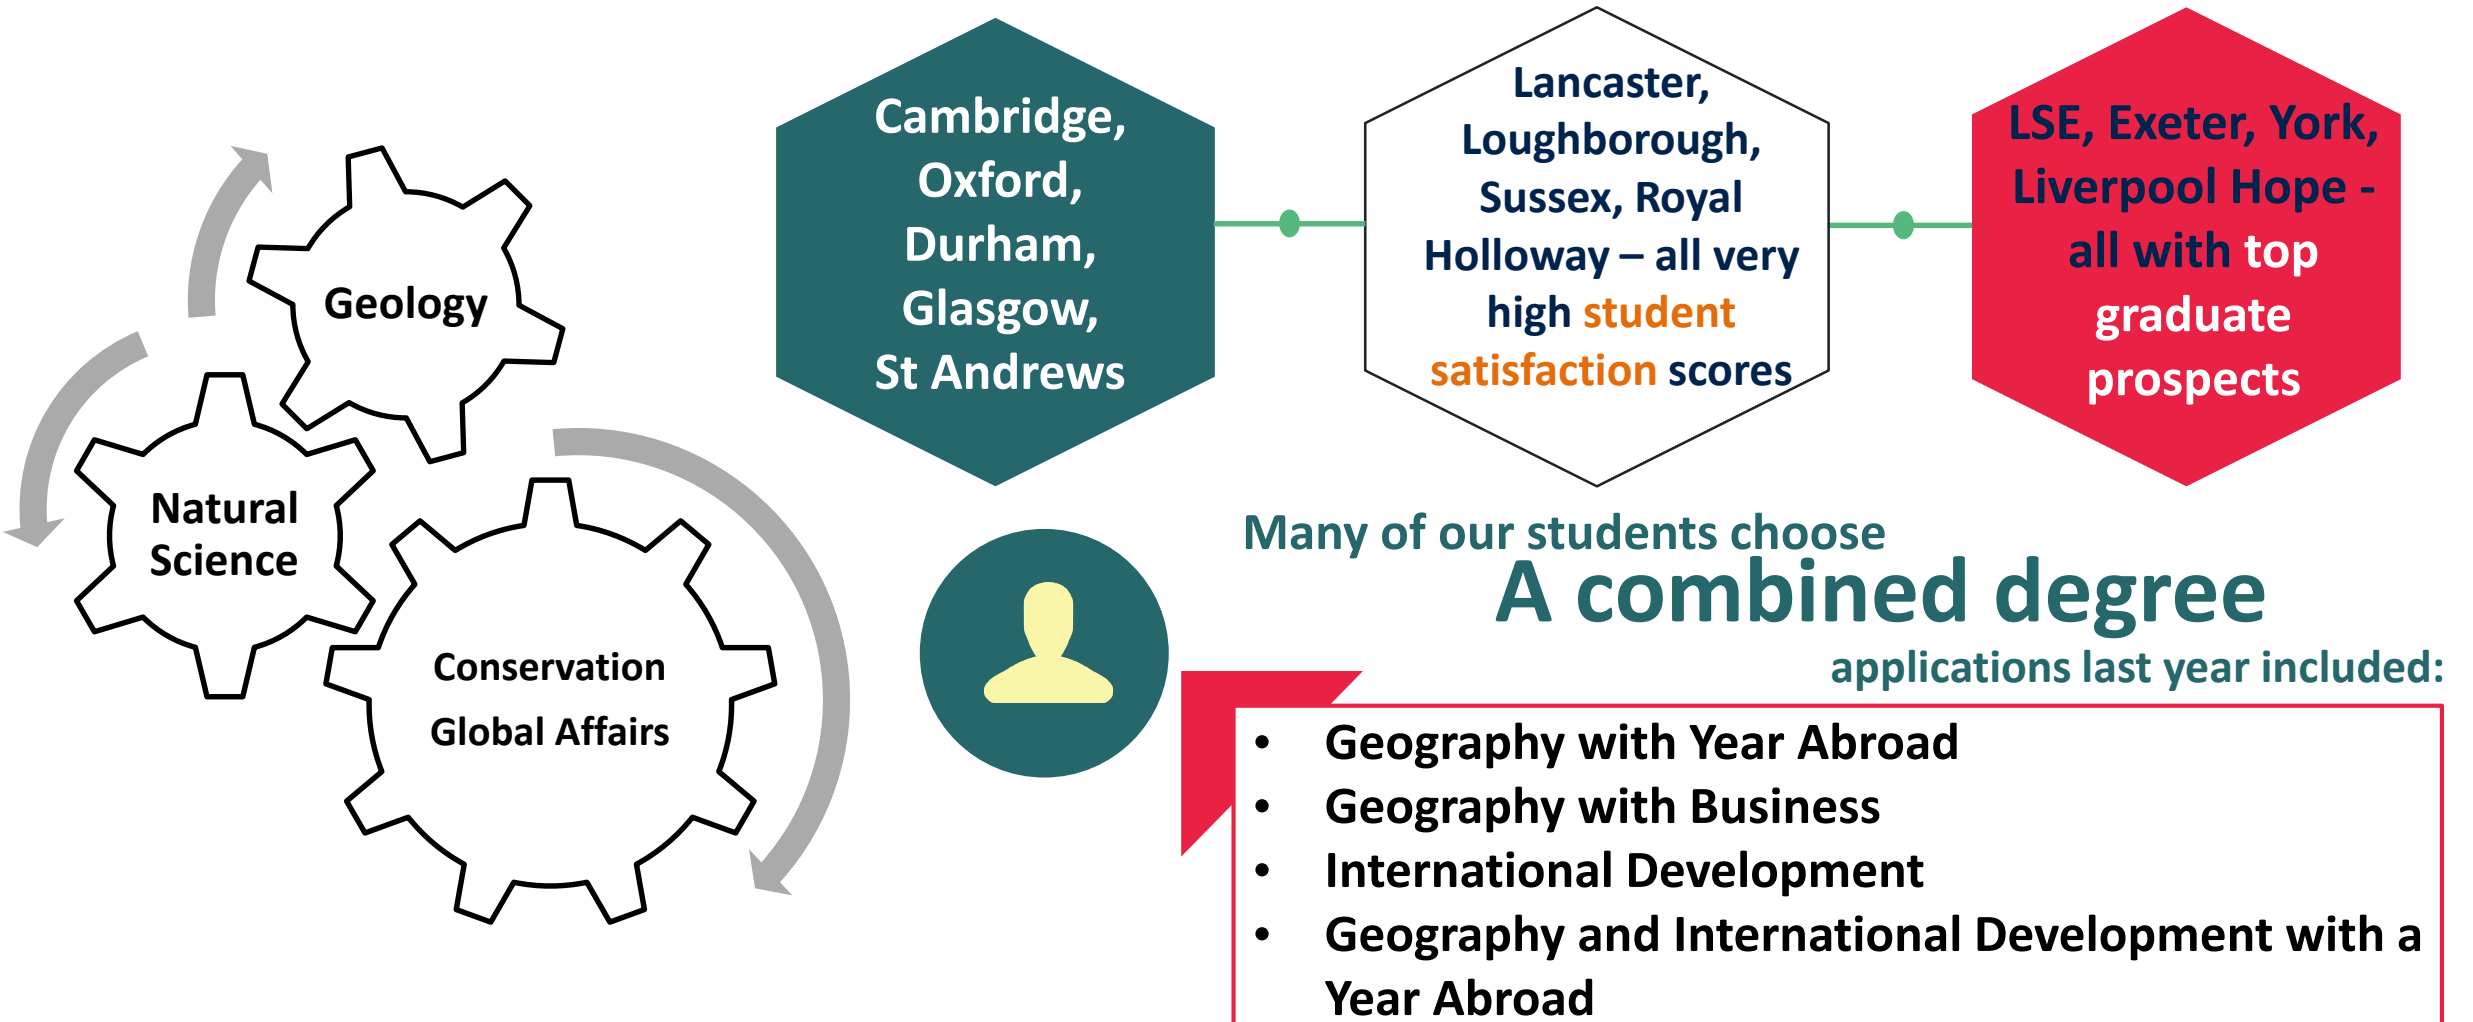 Geology
Natural
Science
Conservation
Global Affairs
Cambridge,
Oxford,
Durham,
Glasgow,
St Andrews
Lancaster,
Loughborough,
Sussex, Royal
Holloway – all very
high student
satisfaction scores
LSE, Exeter, York,
Liverpool Hope -
all with top
graduate
prospects
Many of our students choose
A combined degree
applications last year included:
• Geography with Year Abroad
• Geography with Business
• International Development
• Geography and International Development with a
Year Abroad